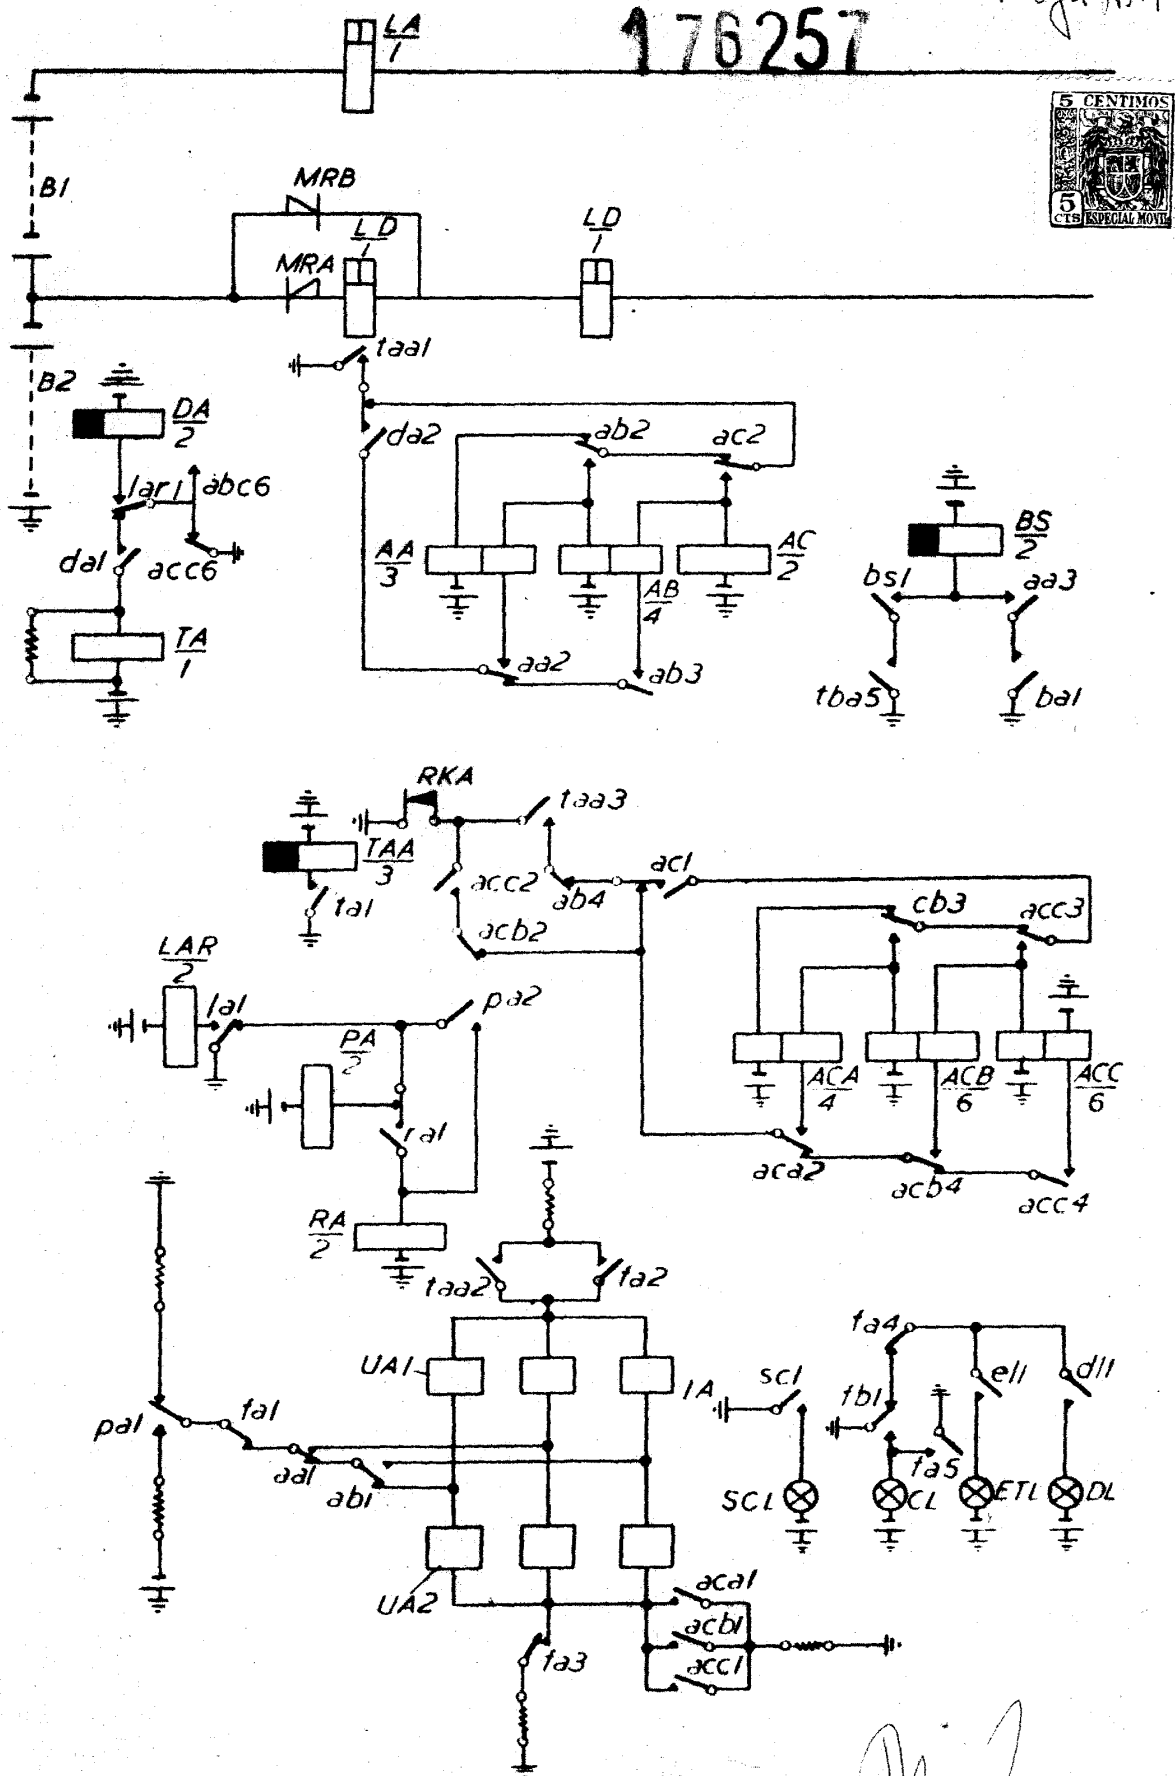 176257
LA
1
5 CENTIMOS
5
CTS
ESPECIAL MOVIL
B1
MRB
LD
1
LD
1
MRA
taa1
B2
DA
2
da2
ab2
ac2
lar1
abc6
da1
acc6
AA
3
AB
4
AC
2
BS
2
bs1
aa3
TA
1
aa2
ab3
tba5
ba1
RKA
taa3
TAA
3
ta1
acc2
ab4
ac1
acb2
cb3
acc3
LAR
2
la1
pa2
PA
2
ra1
ACA
4
ACB
6
ACC
6
aca2
acb4
acc4
RA
2
taa2
ta2
UA1
1A
fa4
sc1
fb1
el1
dl1
pa1
fa1
aa1
ab1
fa5
SCL
CL
ETL
DL
UA2
aca1
acb1
acc1
fa3